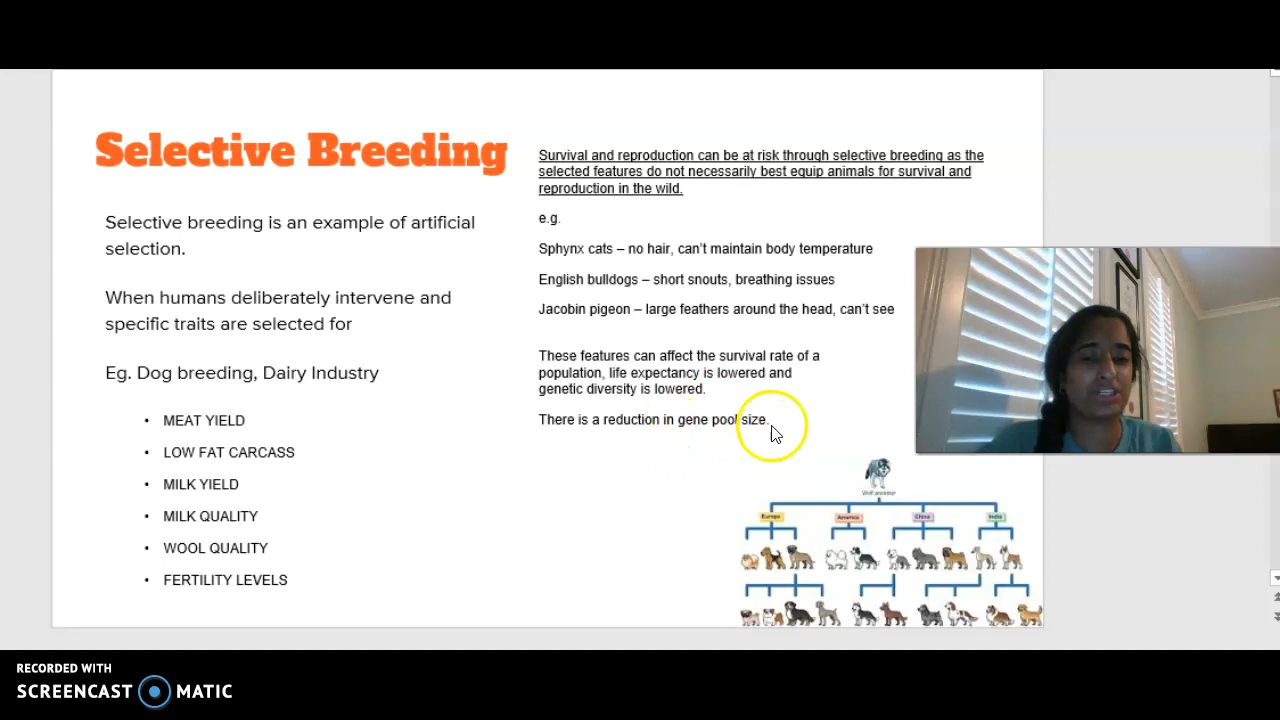 Selective Breeding
Selective breeding is an example of artificial
selection.
When humans deliberately intervene and
specific traits are selected for
Eg. Dog breeding, Dairy Industry
• MEAT YIELD
• LOW FAT CARCASS
• MILK YIELD
• MILK QUALITY
• WOOL QUALITY
• FERTILITY LEVELS
Survival and reproduction can be at risk through selective breeding as the
selected features do not necessarily best equip animals for survival and
reproduction in the wild.
e.g.
Sphynx cats – no hair, can't maintain body temperature
English bulldogs – short snouts, breathing issues
Jacobin pigeon – large feathers around the head, can't see
These features can affect the survival rate of a
population, life expectancy is lowered and
genetic diversity is lowered.
There is a reduction in gene pool size.
Wolf ancestor
Europe America China India
RECORDED WITH
SCREENCAST MATIC